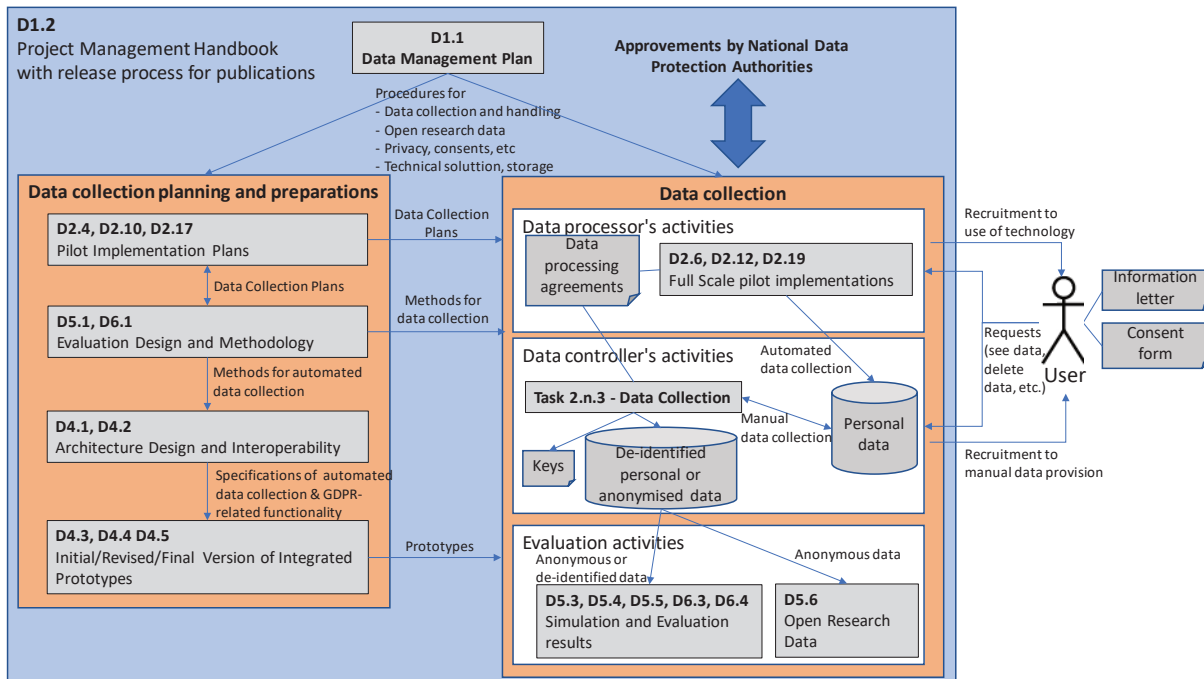 D1.2
Project Management Handbook
with release process for publications
D1.1
Data Management Plan
Approvements by National Data
Protection Authorities
Procedures for
- Data collection and handling
- Open research data
- Privacy, consents, etc
- Technical soluttion, storage
Data collection planning and preparations
D2.4, D2.10, D2.17
Pilot Implementation Plans
Data Collection Plans
D5.1, D6.1
Evaluation Design and Methodology
Methods for automated
data collection
D4.1, D4.2
Architecture Design and Interoperability
Specifications of automated
data collection & GDPR-
related functionality
D4.3, D4.4 D4.5
Initial/Revised/Final Version of Integrated
Prototypes
Data Collection
Plans
Methods for
data collection
Prototypes
Data collection
Data processor's activities
Data
processing
agreements
D2.6, D2.12, D2.19
Full Scale pilot implementations
Data controller's activities
Automated
data collection
Task 2.n.3 - Data Collection
Manual
data collection
Personal
data
Keys
De-identified
personal or
anonymised data
Evaluation activities
Anonymous or
de-identified data
Anonymous data
D5.3, D5.4, D5.5, D6.3, D6.4
Simulation and Evaluation
results
D5.6
Open Research
Data
Recruitment to
use of technology
Requests
(see data,
delete
data, etc.)
User
Information
letter
Consent
form
Recruitment to
manual data provision